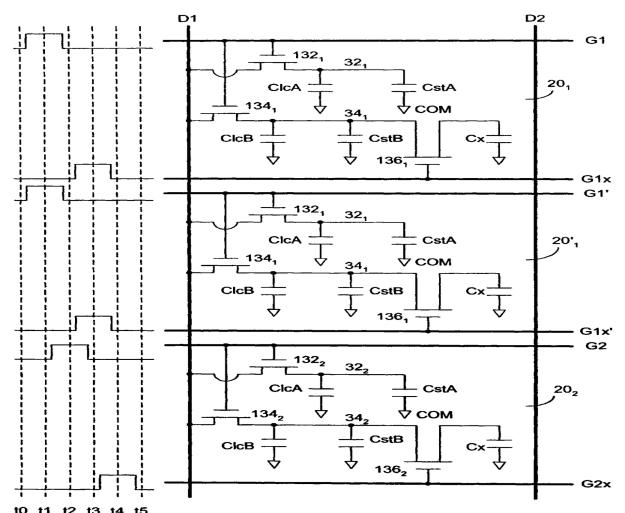 D1 D2
G1
132₁ 32₁
20₁
ClcA CstA
134₁ 34₁ COM
ClcB CstB 136₁ Cx
G1x
G1'
132₁ 32₁
20'₁
ClcA CstA
134₁ 34₁ COM
ClcB CstB 136₁ Cx
G1x'
G2
132₂ 32₂
20₂
ClcA CstA
134₂ 34₂ COM
ClcB CstB 136₂ Cx
G2x
t0 t1 t2 t3 t4 t5